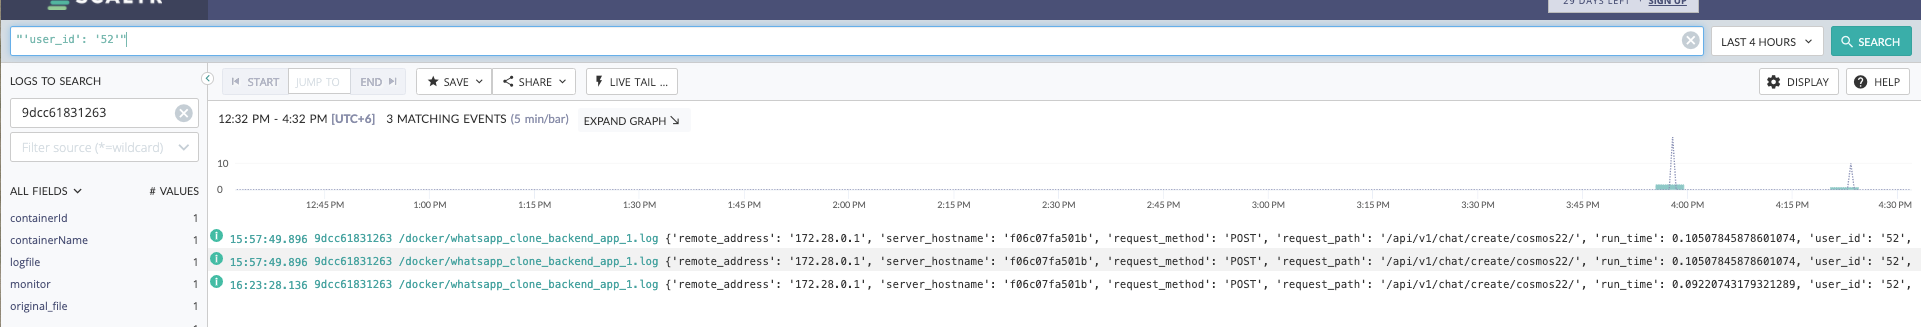 SCALYR
29 DAYS LEFT · SIGN UP
"'user_id': '52'"
LAST 4 HOURS
SEARCH
LOGS TO SEARCH
START
JUMP TO
END
SAVE
SHARE
LIVE TAIL ...
DISPLAY
HELP
9dcc61831263
Filter source (*=wildcard)
12:32 PM - 4:32 PM [UTC+6] 3 MATCHING EVENTS (5 min/bar) EXPAND GRAPH
10
0
12:45 PM 1:00 PM 1:15 PM 1:30 PM 1:45 PM 2:00 PM 2:15 PM 2:30 PM 2:45 PM 3:00 PM 3:15 PM 3:30 PM 3:45 PM 4:00 PM 4:15 PM 4:30 PM
ALL FIELDS # VALUES
containerId 1
containerName 1
logfile 1
monitor 1
original_file 1
15:57:49.896 9dcc61831263 /docker/whatsapp_clone_backend_app_1.log {'remote_address': '172.28.0.1', 'server_hostname': 'f06c07fa501b', 'request_method': 'POST', 'request_path': '/api/v1/chat/create/cosmos22/', 'run_time': 0.10507845878601074, 'user_id': '52',
15:57:49.896 9dcc61831263 /docker/whatsapp_clone_backend_app_1.log {'remote_address': '172.28.0.1', 'server_hostname': 'f06c07fa501b', 'request_method': 'POST', 'request_path': '/api/v1/chat/create/cosmos22/', 'run_time': 0.10507845878601074, 'user_id': '52',
16:23:28.136 9dcc61831263 /docker/whatsapp_clone_backend_app_1.log {'remote_address': '172.28.0.1', 'server_hostname': 'f06c07fa501b', 'request_method': 'POST', 'request_path': '/api/v1/chat/create/cosmos22/', 'run_time': 0.09220743179321289, 'user_id': '52',